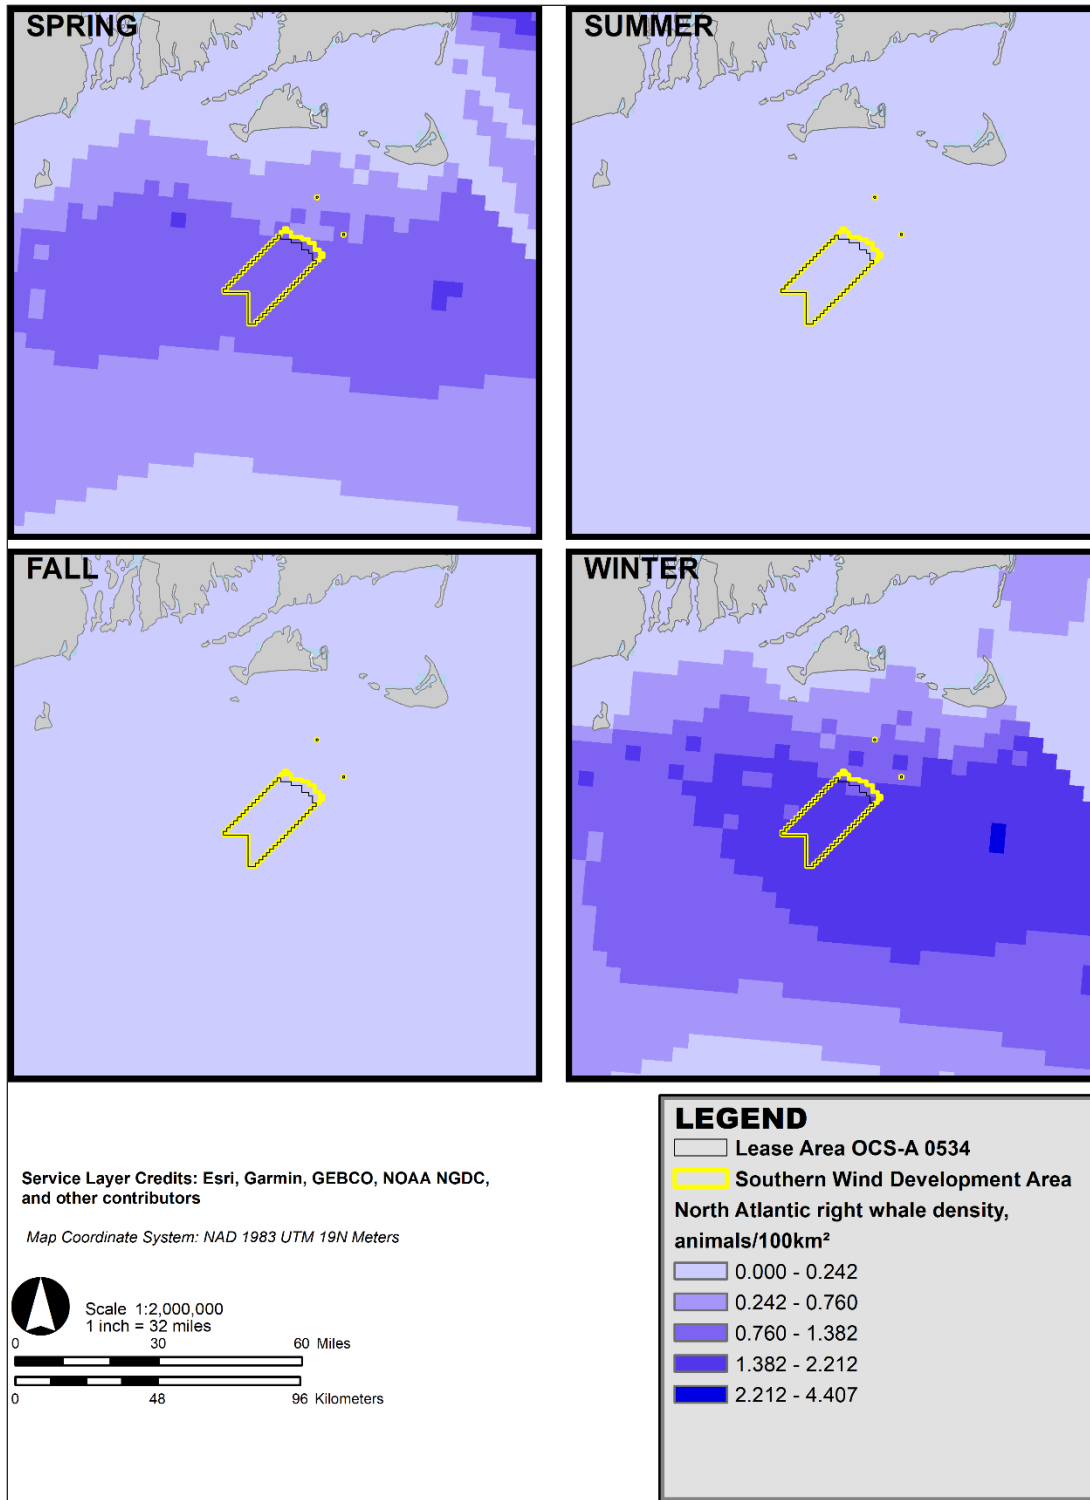 SPRING
SUMMER
FALL
WINTER
Service Layer Credits: Esri, Garmin, GEBCO, NOAA NGDC,
and other contributors
Map Coordinate System: NAD 1983 UTM 19N Meters
Scale 1:2,000,000
1 inch = 32 miles
0 30 60 Miles
0 48 96 Kilometers
LEGEND
Lease Area OCS-A 0534
Southern Wind Development Area
North Atlantic right whale density,
animals/100km²
0.000 - 0.242
0.242 - 0.760
0.760 - 1.382
1.382 - 2.212
2.212 - 4.407